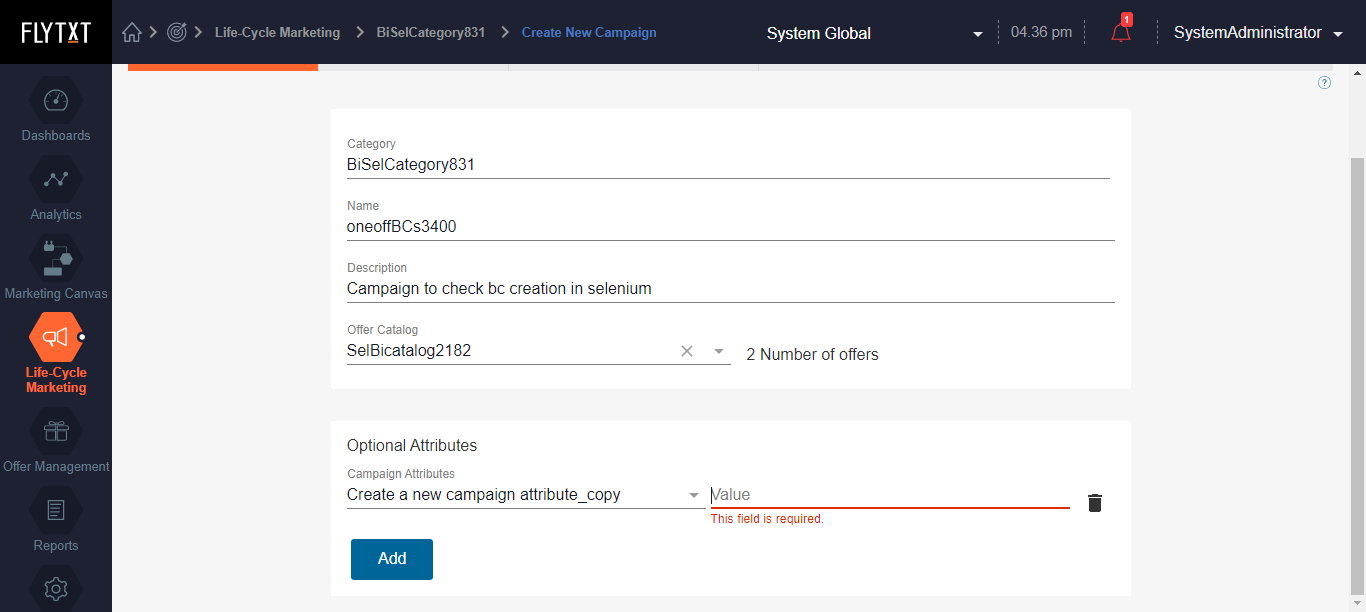 FLYTXT
Life-Cycle Marketing
BiSelCategory831
Create New Campaign
System Global
04.36 pm
1
SystemAdministrator
Dashboards
Analytics
Marketing Canvas
Life-Cycle
Marketing
Offer Management
Reports
?
Category
BiSelCategory831
Name
oneoffBCs3400
Description
Campaign to check bc creation in selenium
Offer Catalog
SelBicatalog2182
2 Number of offers
Optional Attributes
Campaign Attributes
Create a new campaign attribute_copy
Value
This field is required.
Add